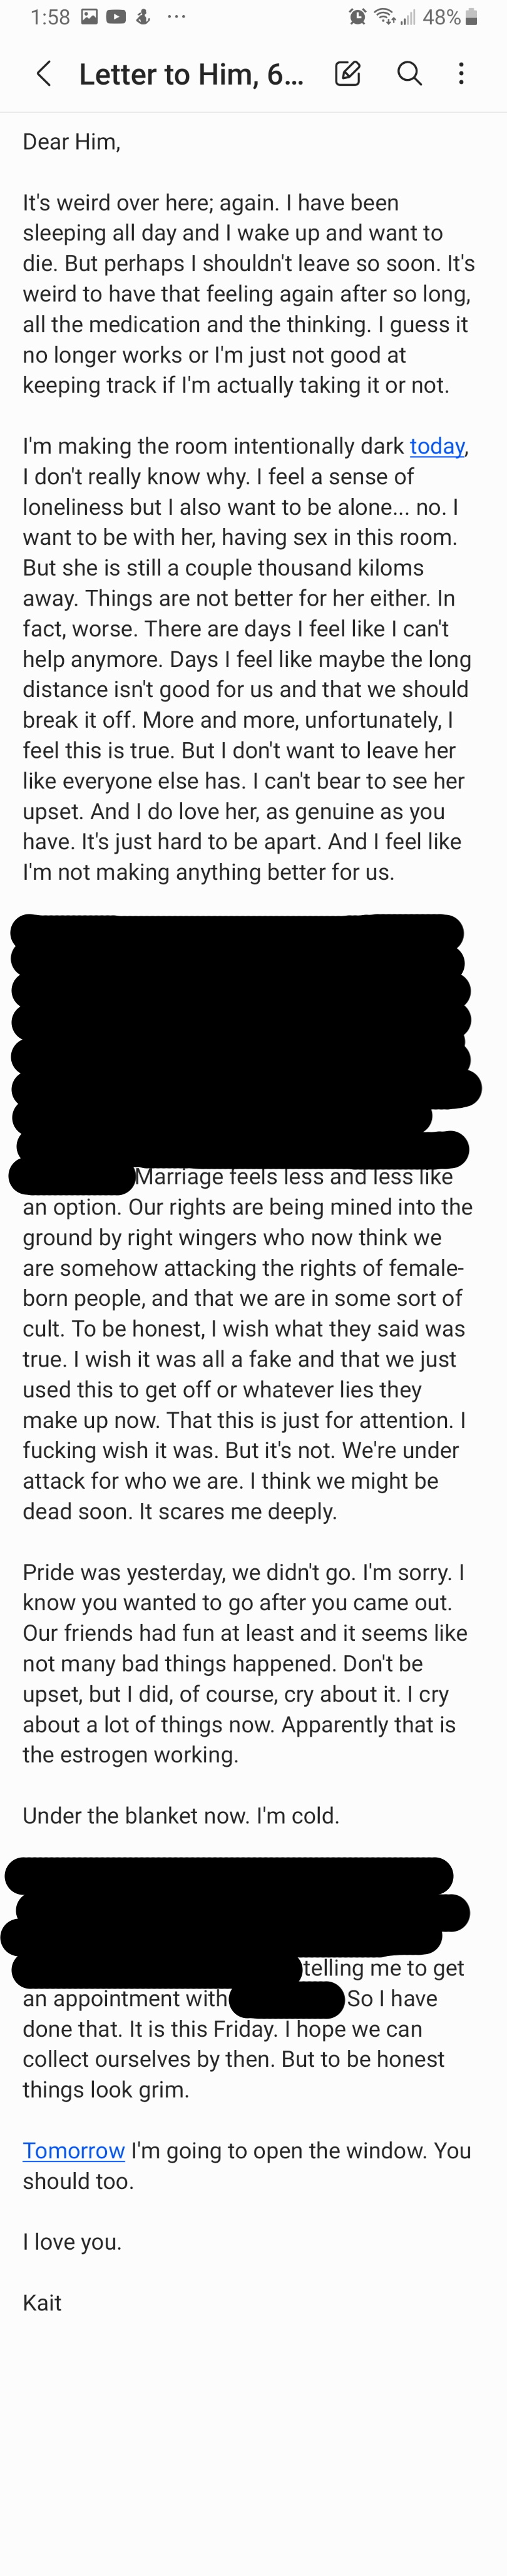 1:58 48%
Letter to Him, 6...
Dear Him,
It's weird over here; again. I have been
sleeping all day and I wake up and want to
die. But perhaps I shouldn't leave so soon. It's
weird to have that feeling again after so long,
all the medication and the thinking. I guess it
no longer works or I'm just not good at
keeping track if I'm actually taking it or not.
I'm making the room intentionally dark today,
I don't really know why. I feel a sense of
loneliness but I also want to be alone... no. I
want to be with her, having sex in this room.
But she is still a couple thousand kiloms
away. Things are not better for her either. In
fact, worse. There are days I feel like I can't
help anymore. Days I feel like maybe the long
distance isn't good for us and that we should
break it off. More and more, unfortunately, I
feel this is true. But I don't want to leave her
like everyone else has. I can't bear to see her
upset. And I do love her, as genuine as you
have. It's just hard to be apart. And I feel like
I'm not making anything better for us.
Marriage feels less and less like
an option. Our rights are being mined into the
ground by right wingers who now think we
are somehow attacking the rights of female-
born people, and that we are in some sort of
cult. To be honest, I wish what they said was
true. I wish it was all a fake and that we just
used this to get off or whatever lies they
make up now. That this is just for attention. I
fucking wish it was. But it's not. We're under
attack for who we are. I think we might be
dead soon. It scares me deeply.
Pride was yesterday, we didn't go. I'm sorry. I
know you wanted to go after you came out.
Our friends had fun at least and it seems like
not many bad things happened. Don't be
upset, but I did, of course, cry about it. I cry
about a lot of things now. Apparently that is
the estrogen working.
Under the blanket now. I'm cold.
telling me to get
an appointment with So I have
done that. It is this Friday. I hope we can
collect ourselves by then. But to be honest
things look grim.
Tomorrow I'm going to open the window. You
should too.
I love you.
Kait